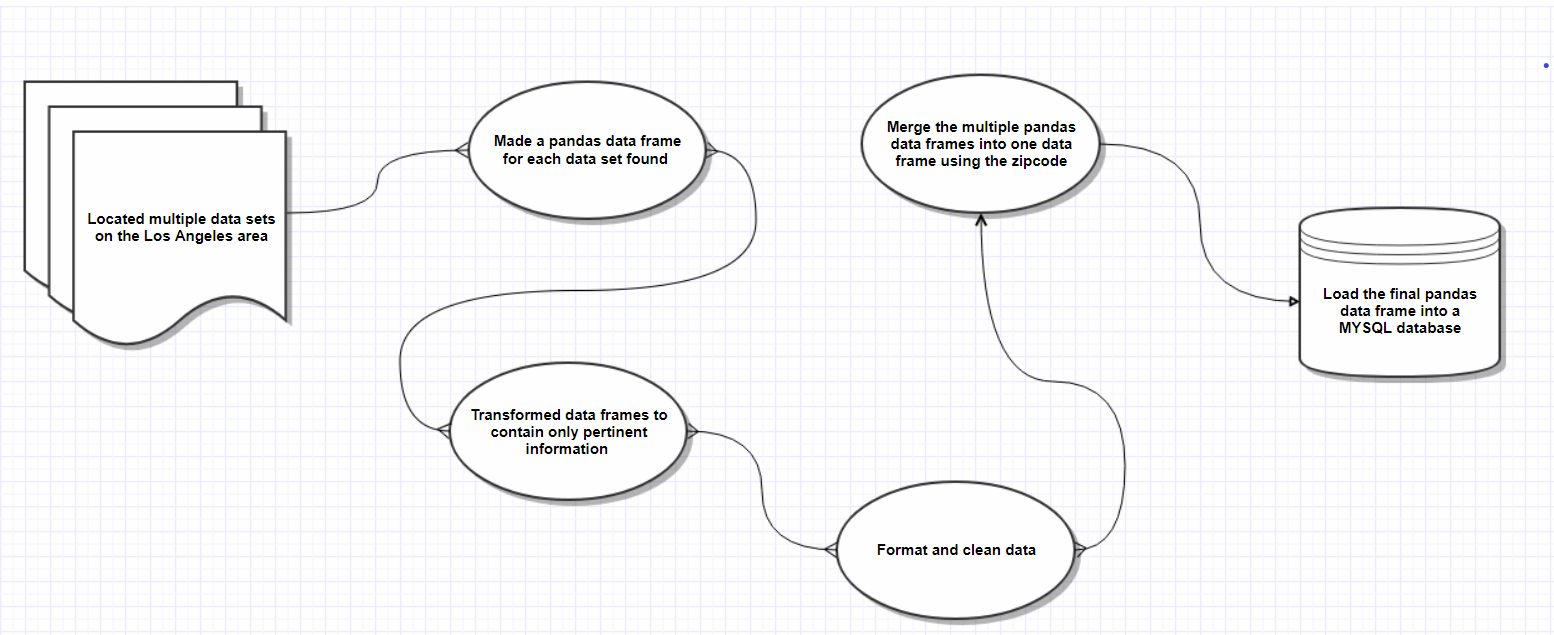 Located multiple data sets
on the Los Angeles area
Made a pandas data frame
for each data set found
Transformed data frames to
contain only pertinent
information
Format and clean data
Merge the multiple pandas
data frames into one data
frame using the zipcode
Load the final pandas
data frame into a
MYSQL database